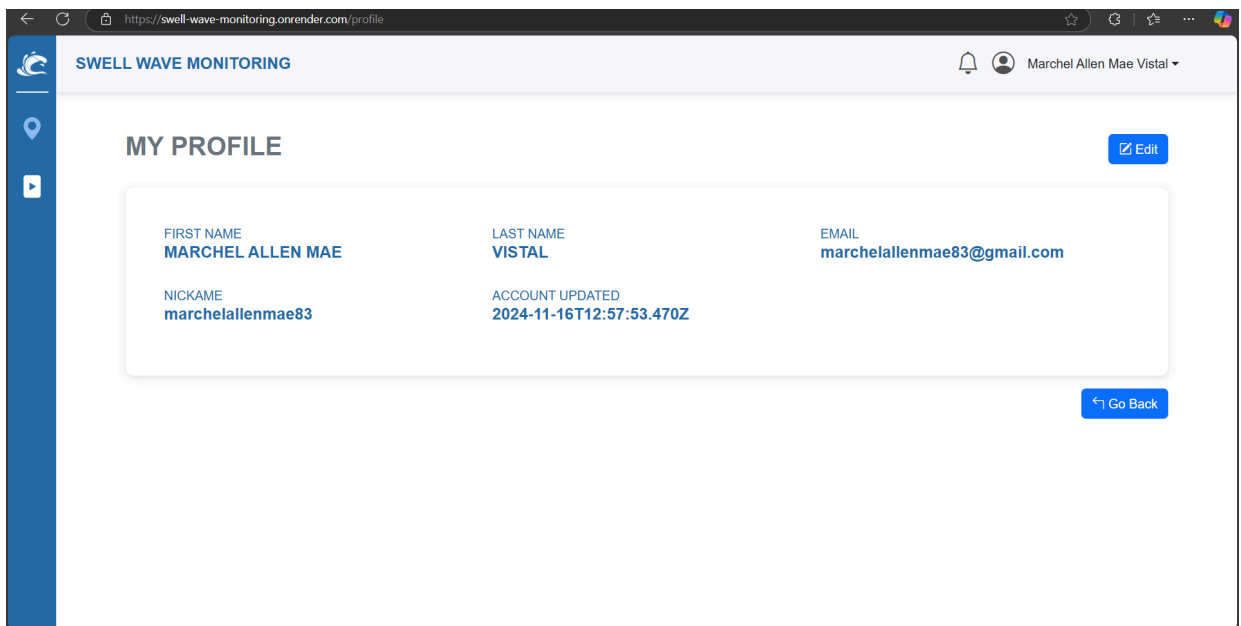 https://swell-wave-monitoring.onrender.com/profile
SWELL WAVE MONITORING
Marchel Allen Mae Vistal
MY PROFILE
Edit
FIRST NAME
MARCHEL ALLEN MAE
LAST NAME
VISTAL
EMAIL
marchelallenmae83@gmail.com
NICKAME
marchelallenmae83
ACCOUNT UPDATED
2024-11-16T12:57:53.470Z
Go Back